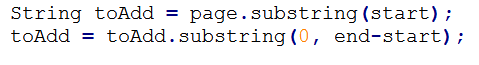 String toAdd = page.substring(start);
toAdd = toAdd.substring(0, end-start);